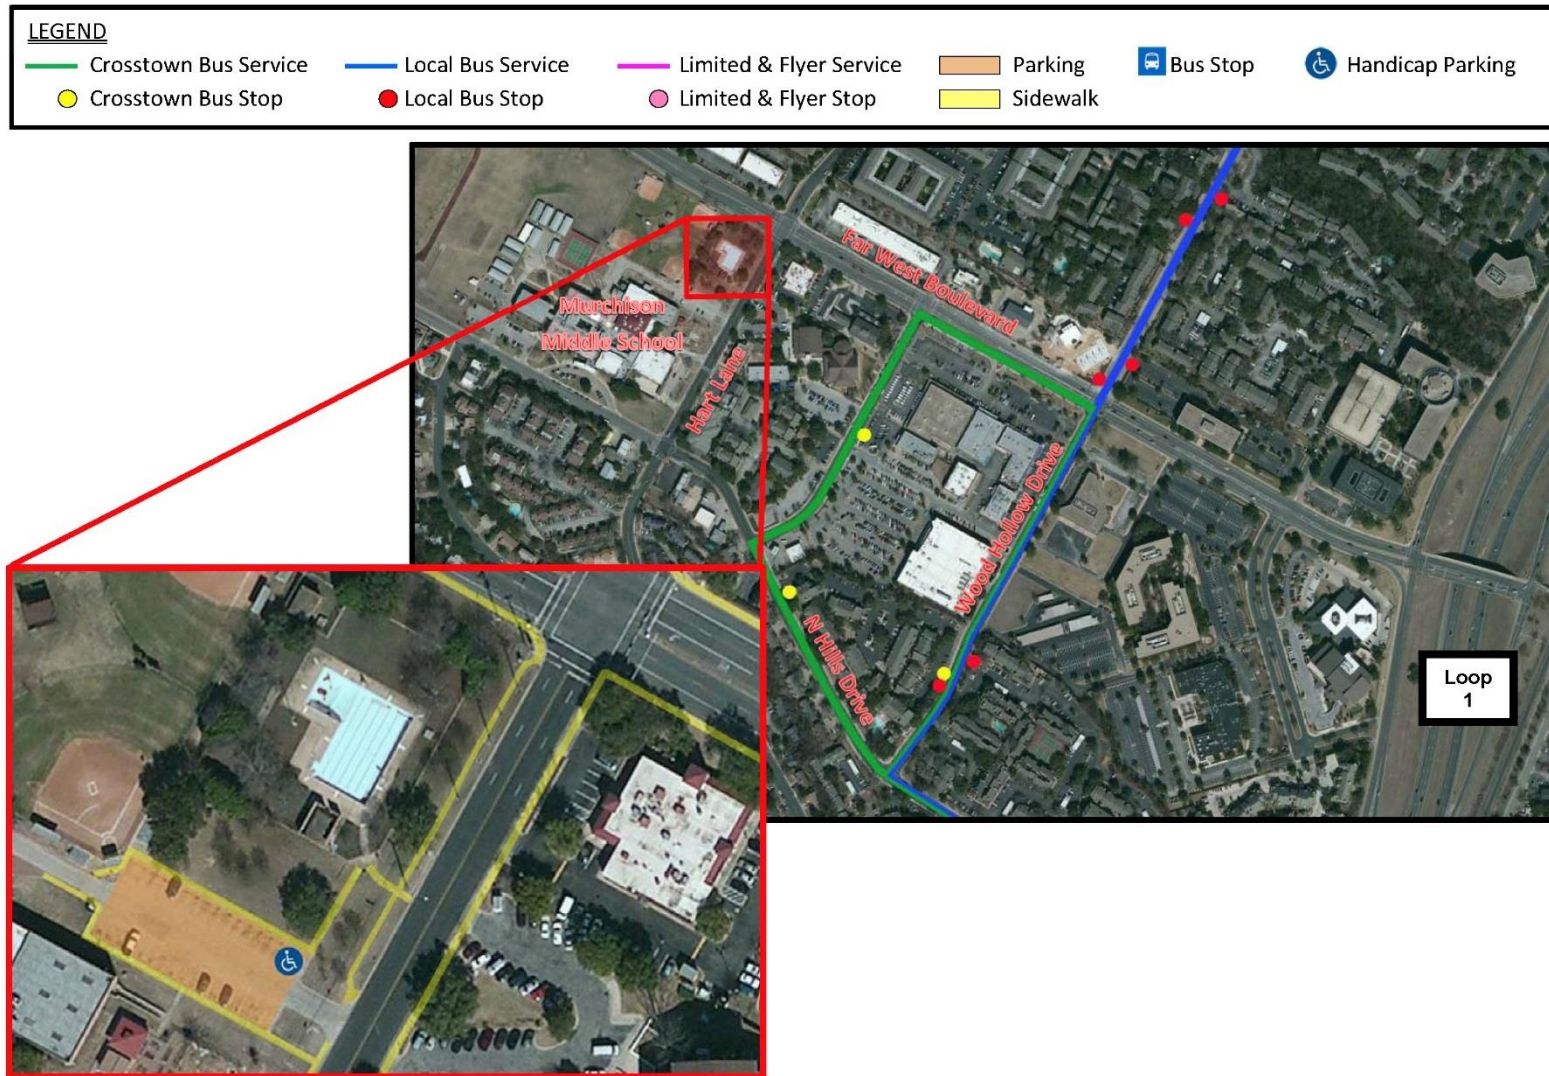 LEGEND
Crosstown Bus Service
Local Bus Service
Limited & Flyer Service
Parking
Bus Stop
Handicap Parking
Crosstown Bus Stop
Local Bus Stop
Limited & Flyer Stop
Sidewalk
Far West Boulevard
Murchison
Middle School
Hart Lane
Wood Hollow Drive
N Hills Drive
Loop
1